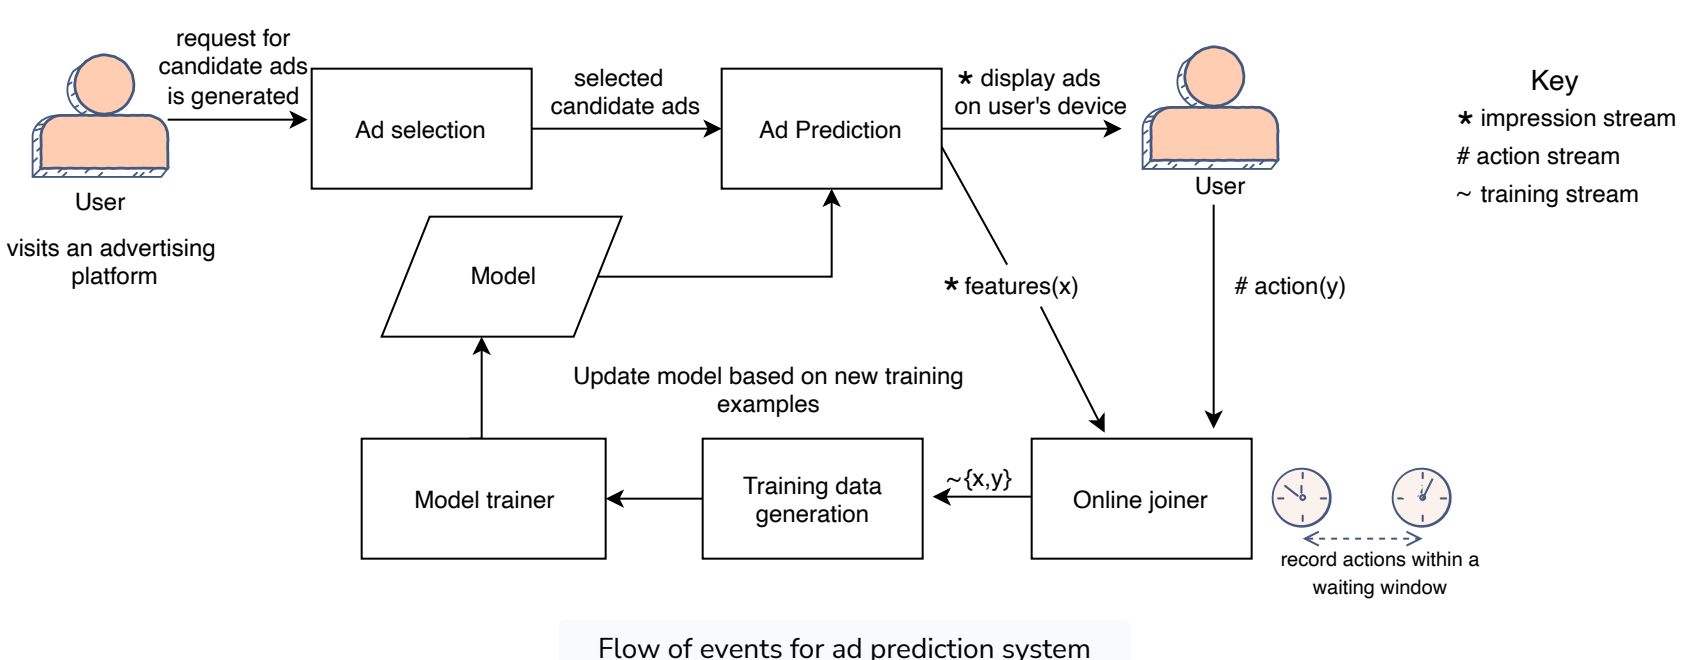 request for
candidate ads
is generated
User
visits an advertising
platform
Ad selection
selected
candidate ads
Ad Prediction
* display ads
on user's device
User
Key
* impression stream
# action stream
~ training stream
Model
* features(x)
# action(y)
Update model based on new training
examples
Model trainer
Training data
generation
~{x,y}
Online joiner
record actions within a
waiting window
Flow of events for ad prediction system